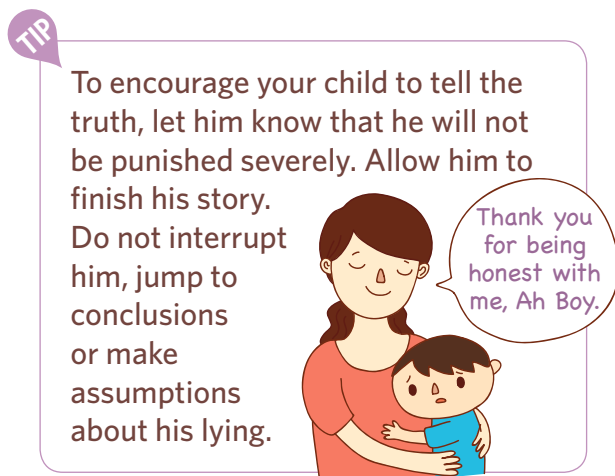 TIP
To encourage your child to tell the
truth, let him know that he will not
be punished severely. Allow him to
finish his story.
Do not interrupt
him, jump to
conclusions
or make
assumptions
about his lying.
Thank you
for being
honest with
me, Ah Boy.